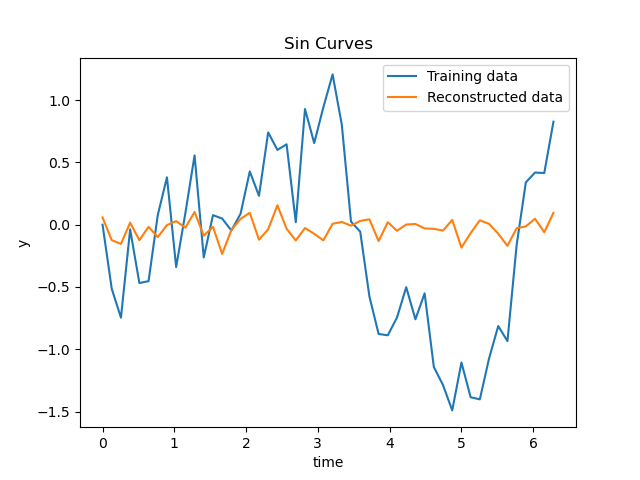 Sin Curves
Training data
Reconstructed data
1.0
0.5
0.0
−0.5
−1.0
−1.5
y
0 1 2 3 4 5 6
time